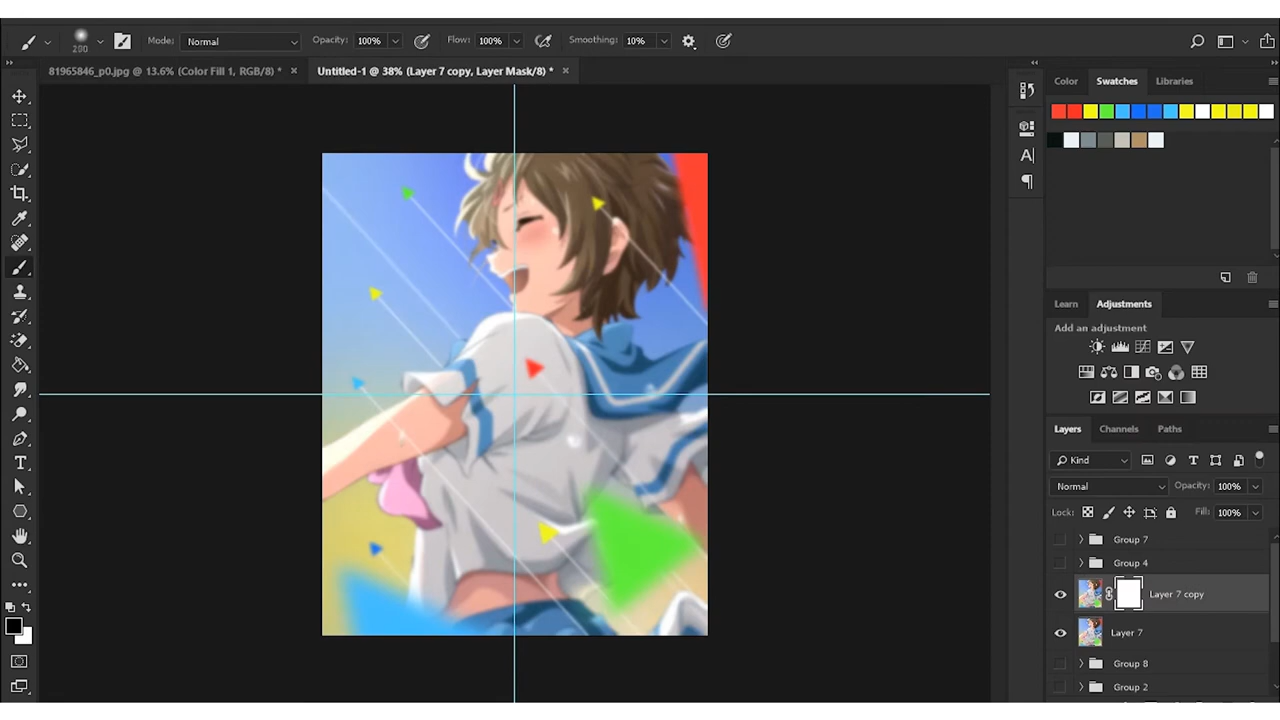 280 Mode: Normal Opacity: 100% Flow: 100% Smoothing: 10%
81965846_p0.jpg @ 13.6% (Color Fill 1, RGB/8) * × Untitled-1 @ 38% (Layer 7 copy, Layer Mask/8) * ×
Color Swatches Libraries
Learn Adjustments
Add an adjustment
Layers Channels Paths
Kind
Normal Opacity: 100%
Lock: Fill: 100%
Group 7
Group 4
Layer 7 copy
Layer 7
Group 8
Group 2